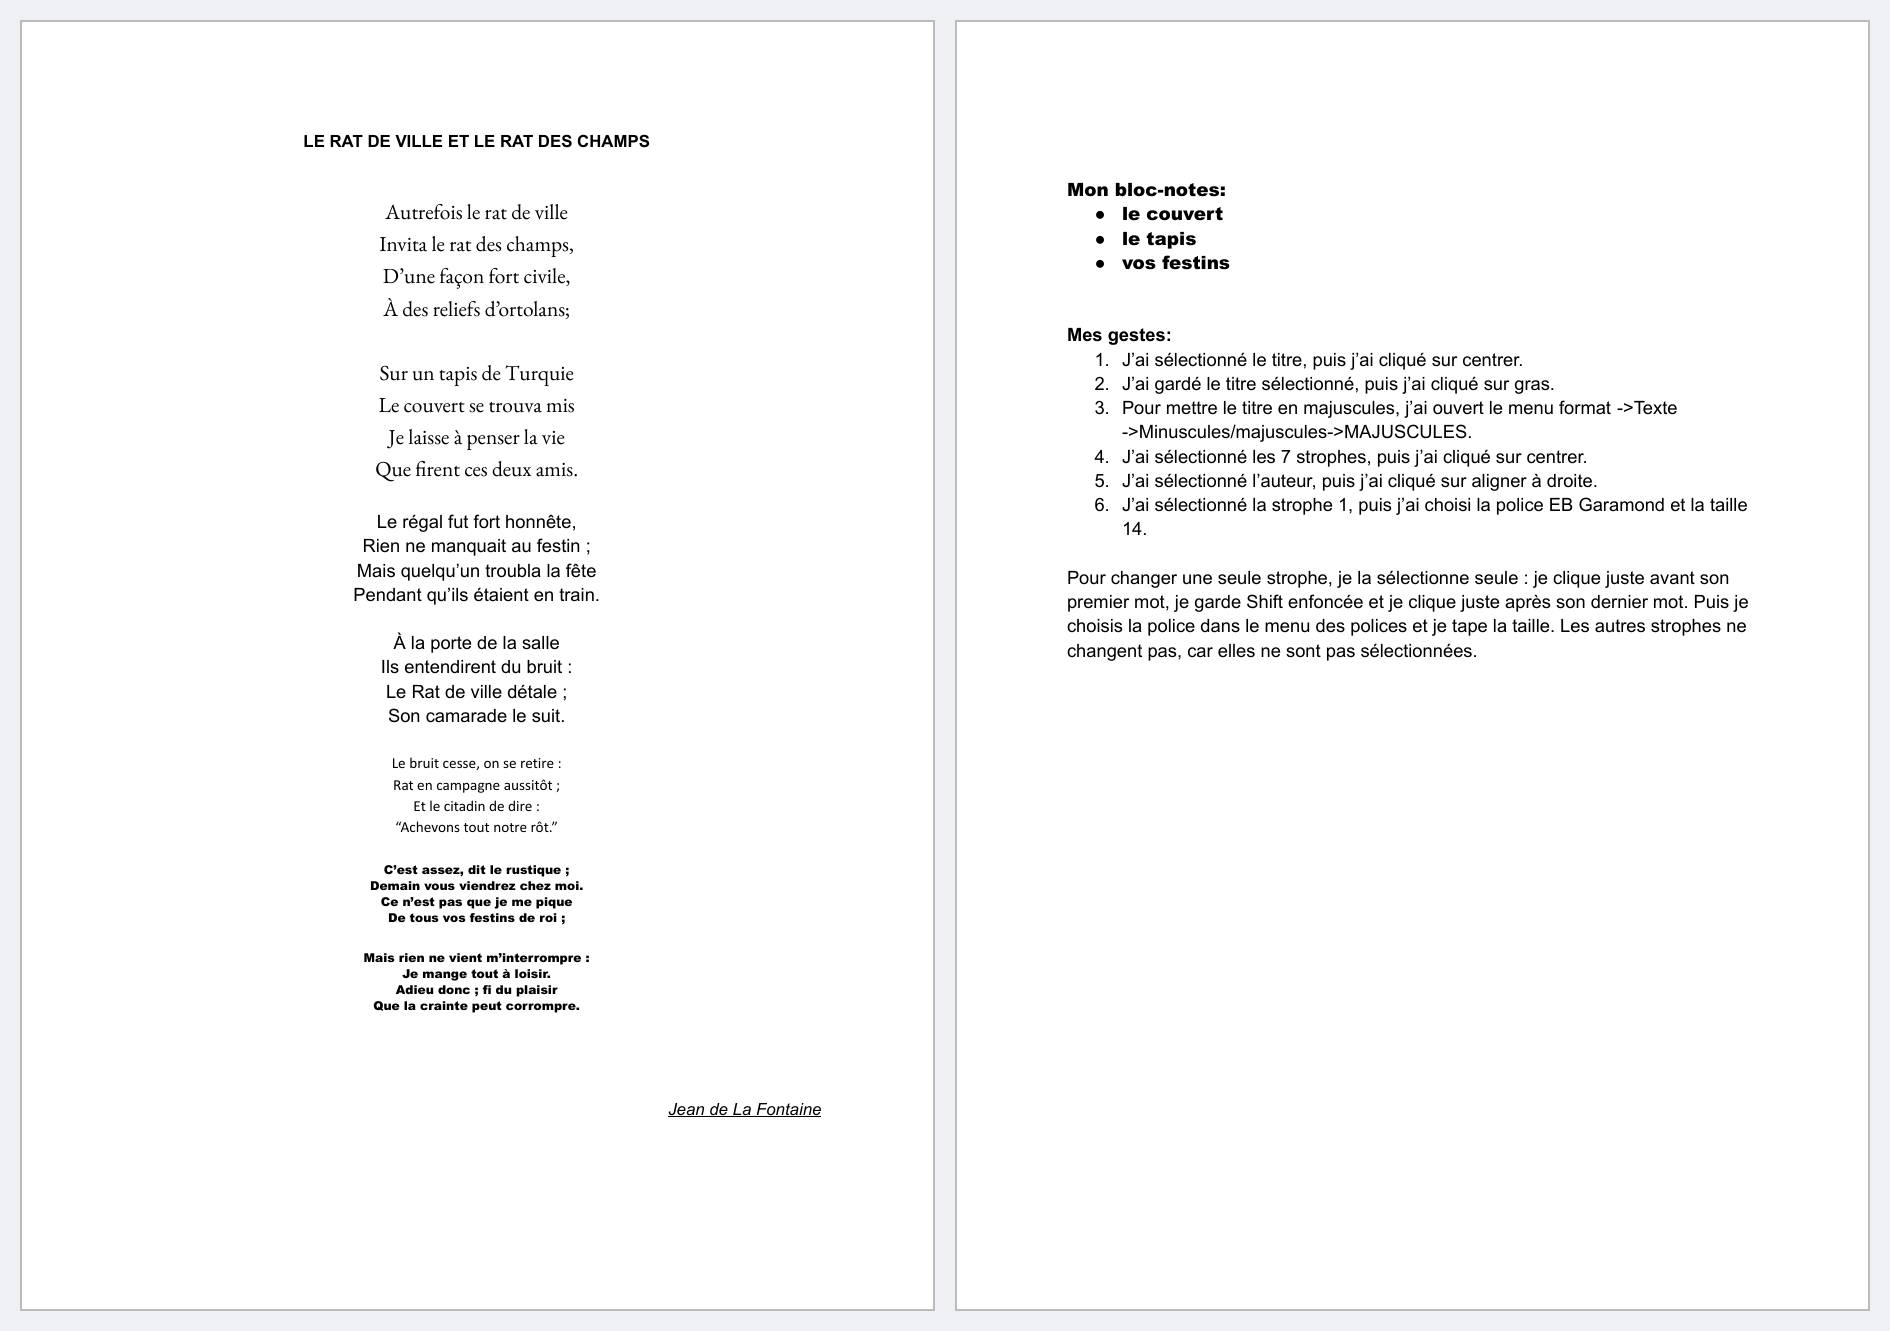 LE RAT DE VILLE ET LE RAT DES CHAMPS
Autrefois le rat de ville
Invita le rat des champs,
D’une façon fort civile,
À des reliefs d’ortolans;
Sur un tapis de Turquie
Le couvert se trouva mis
Je laisse à penser la vie
Que firent ces deux amis.
Le régal fut fort honnête,
Rien ne manquait au festin ;
Mais quelqu’un troubla la fête
Pendant qu’ils étaient en train.
À la porte de la salle
Ils entendirent du bruit :
Le Rat de ville détale ;
Son camarade le suit.
Le bruit cesse, on se retire :
Rat en campagne aussitôt ;
Et le citadin de dire :
“Achevons tout notre rôt.”
C’est assez, dit le rustique ;
Demain vous viendrez chez moi.
Ce n’est pas que je me pique
De tous vos festins de roi ;
Mais rien ne vient m’interrompre :
Je mange tout à loisir.
Adieu donc ; fi du plaisir
Que la crainte peut corrompre.
Jean de La Fontaine
Mon bloc-notes:
● le couvert
● le tapis
● vos festins
Mes gestes:
1. J’ai sélectionné le titre, puis j’ai cliqué sur centrer.
2. J’ai gardé le titre sélectionné, puis j’ai cliqué sur gras.
3. Pour mettre le titre en majuscules, j’ai ouvert le menu format ->Texte
->Minuscules/majuscules->MAJUSCULES.
4. J’ai sélectionné les 7 strophes, puis j’ai cliqué sur centrer.
5. J’ai sélectionné l’auteur, puis j’ai cliqué sur aligner à droite.
6. J’ai sélectionné la strophe 1, puis j’ai choisi la police EB Garamond et la taille
14.
Pour changer une seule strophe, je la sélectionne seule : je clique juste avant son
premier mot, je garde Shift enfoncée et je clique juste après son dernier mot. Puis je
choisis la police dans le menu des polices et je tape la taille. Les autres strophes ne
changent pas, car elles ne sont pas sélectionnées.